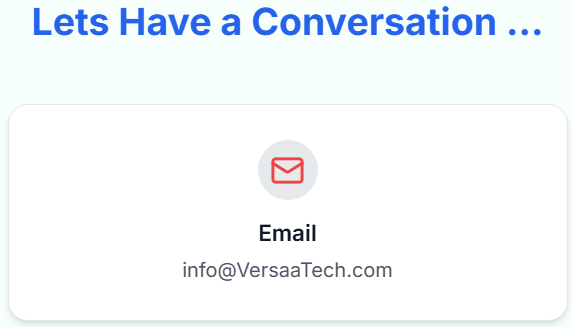 Lets Have a Conversation ...
Email
info@VersaaTech.com